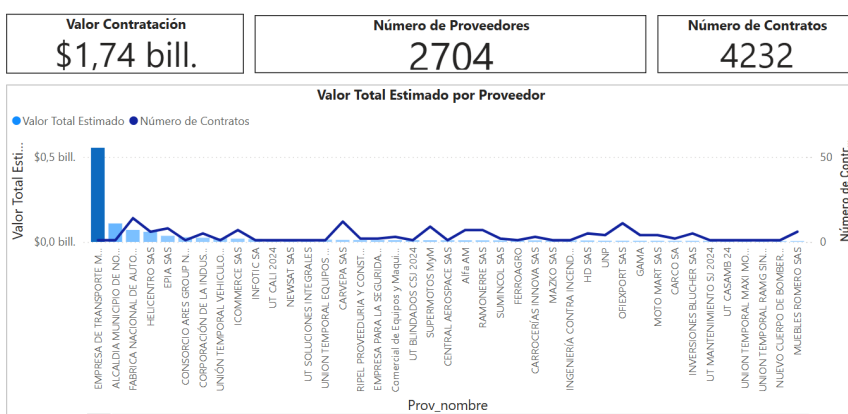 Valor Contratación
$1,74 bill.
Número de Proveedores
2704
Número de Contratos
4232
Valor Total Estimado por Proveedor
Valor Total Estimado
Número de Contratos
Valor Total Esti...
$0,5 bill.
$0,0 bill.
50
0
Número de Contr...
EMPRESA DE TRANSPORTE M...
ALCALDIA MUNICIPIO DE NO...
FABRICA NACIONAL DE AUTO...
HELICENTRO SAS
EPIA SAS
CONSORCIO ARES GROUP N...
CORPORACIÓN DE LA INDUS...
UNIÓN TEMPORAL VEHICULO...
ICOMMERCE SAS
INFOTIC SA
UT CALI 2024
NEWSAT SAS
UT SOLUCIONES INTEGRALES
UNION TEMPORAL EQUIPOS ...
CARVEPA SAS
RIPEL PROVEEDURIA Y CONST...
EMPRESA PARA LA SEGURIDA...
Comercial de Equipos y Maqui...
UT BLINDADOS CSJ 2024
SUPERMOTOS MyM
CENTRAL AEROSPACE SAS
Alfa AM
RAMONERRE SAS
SUMINCOL SAS
FERROAGRO
CARROCERÍAS INNOVA SAS
MAZKO SAS
INGENIERÍA CONTRA INCEND...
HD SAS
UNP
OFIEXPORT SAS
GAMA
MOTO MART SAS
CARCO SA
INVERSIONES BLUCHER SAS
UT MANTENIMIENTO SJ 2024
UT CASAMB 24
UNION TEMPORAL MAXI MO...
UNION TEMPORAL RAMG SIN...
NUEVO CUERPO DE BOMBER...
MUEBLES ROMERO SAS
Prov_nombre